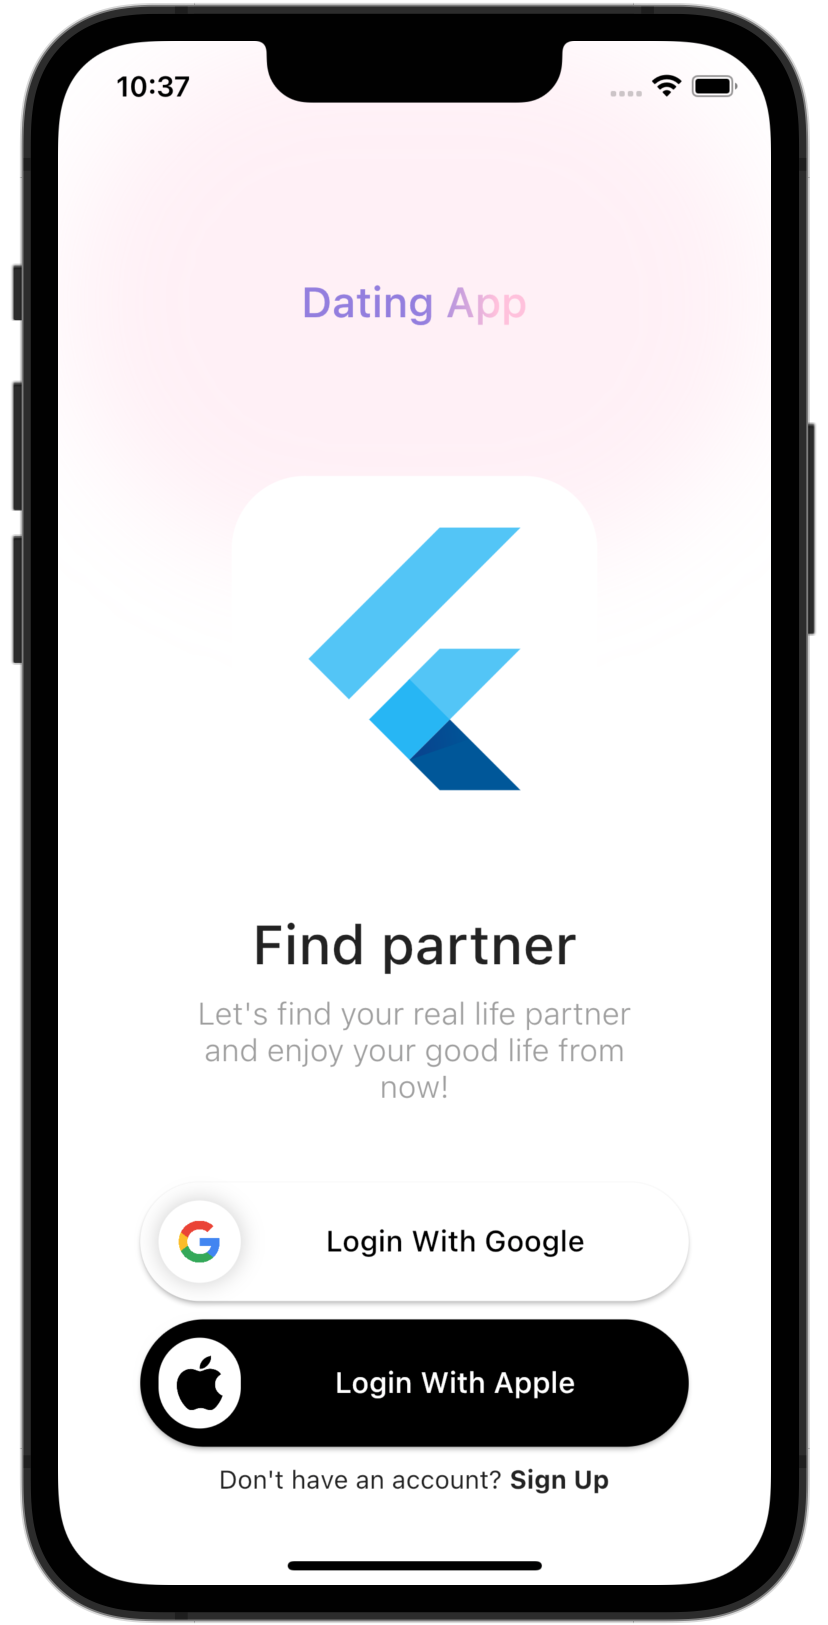 10:37
Dating App
Find partner
Let's find your real life partner
and enjoy your good life from
now!
Login With Google
Login With Apple
Don't have an account? Sign Up